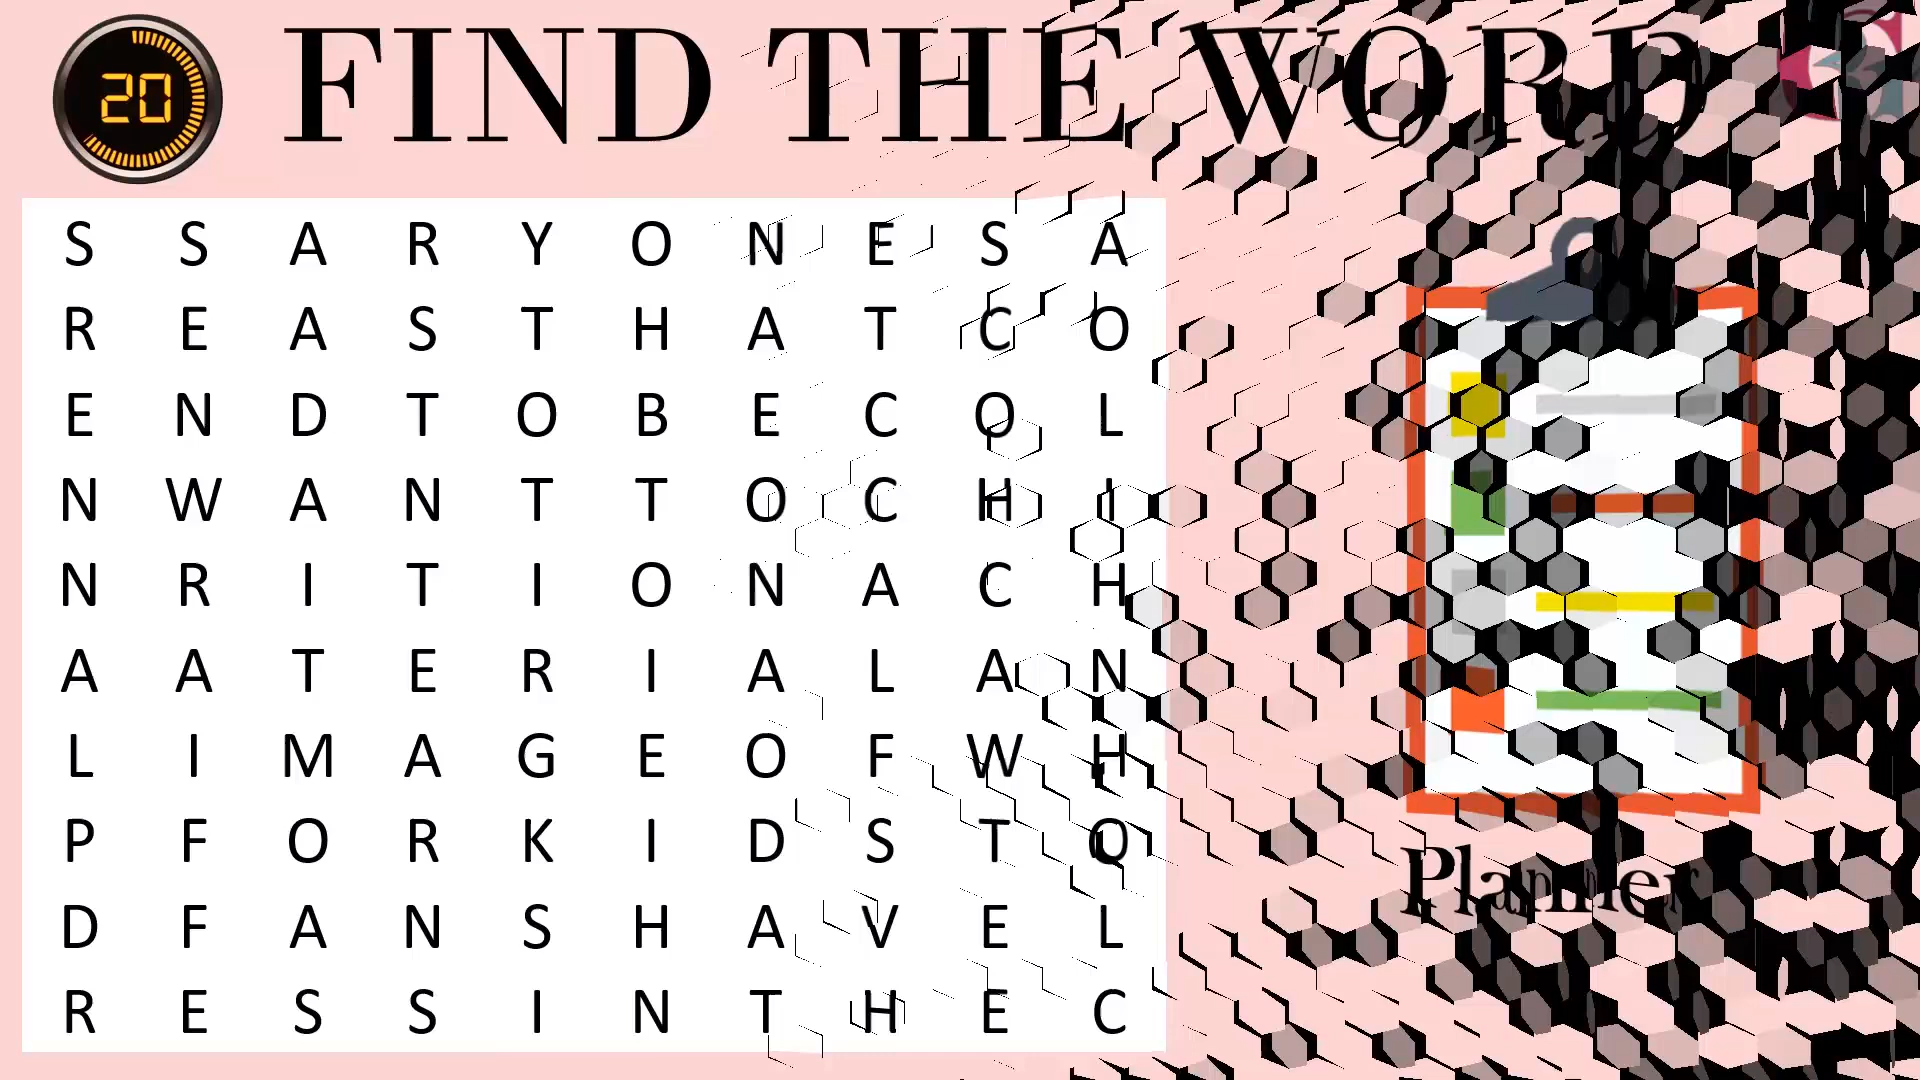 20
FIND THE WORD
S S A R Y O N E S A
R E A S T H A T C O
E N D T O B E C O L
N W A N T T O C H I
N R I T I O N A C H
A A T E R I A L A N
L I M A G E O F W H
P F O R K I D S T O
D F A N S H A V E L
R E S S I N T H E C
Planner